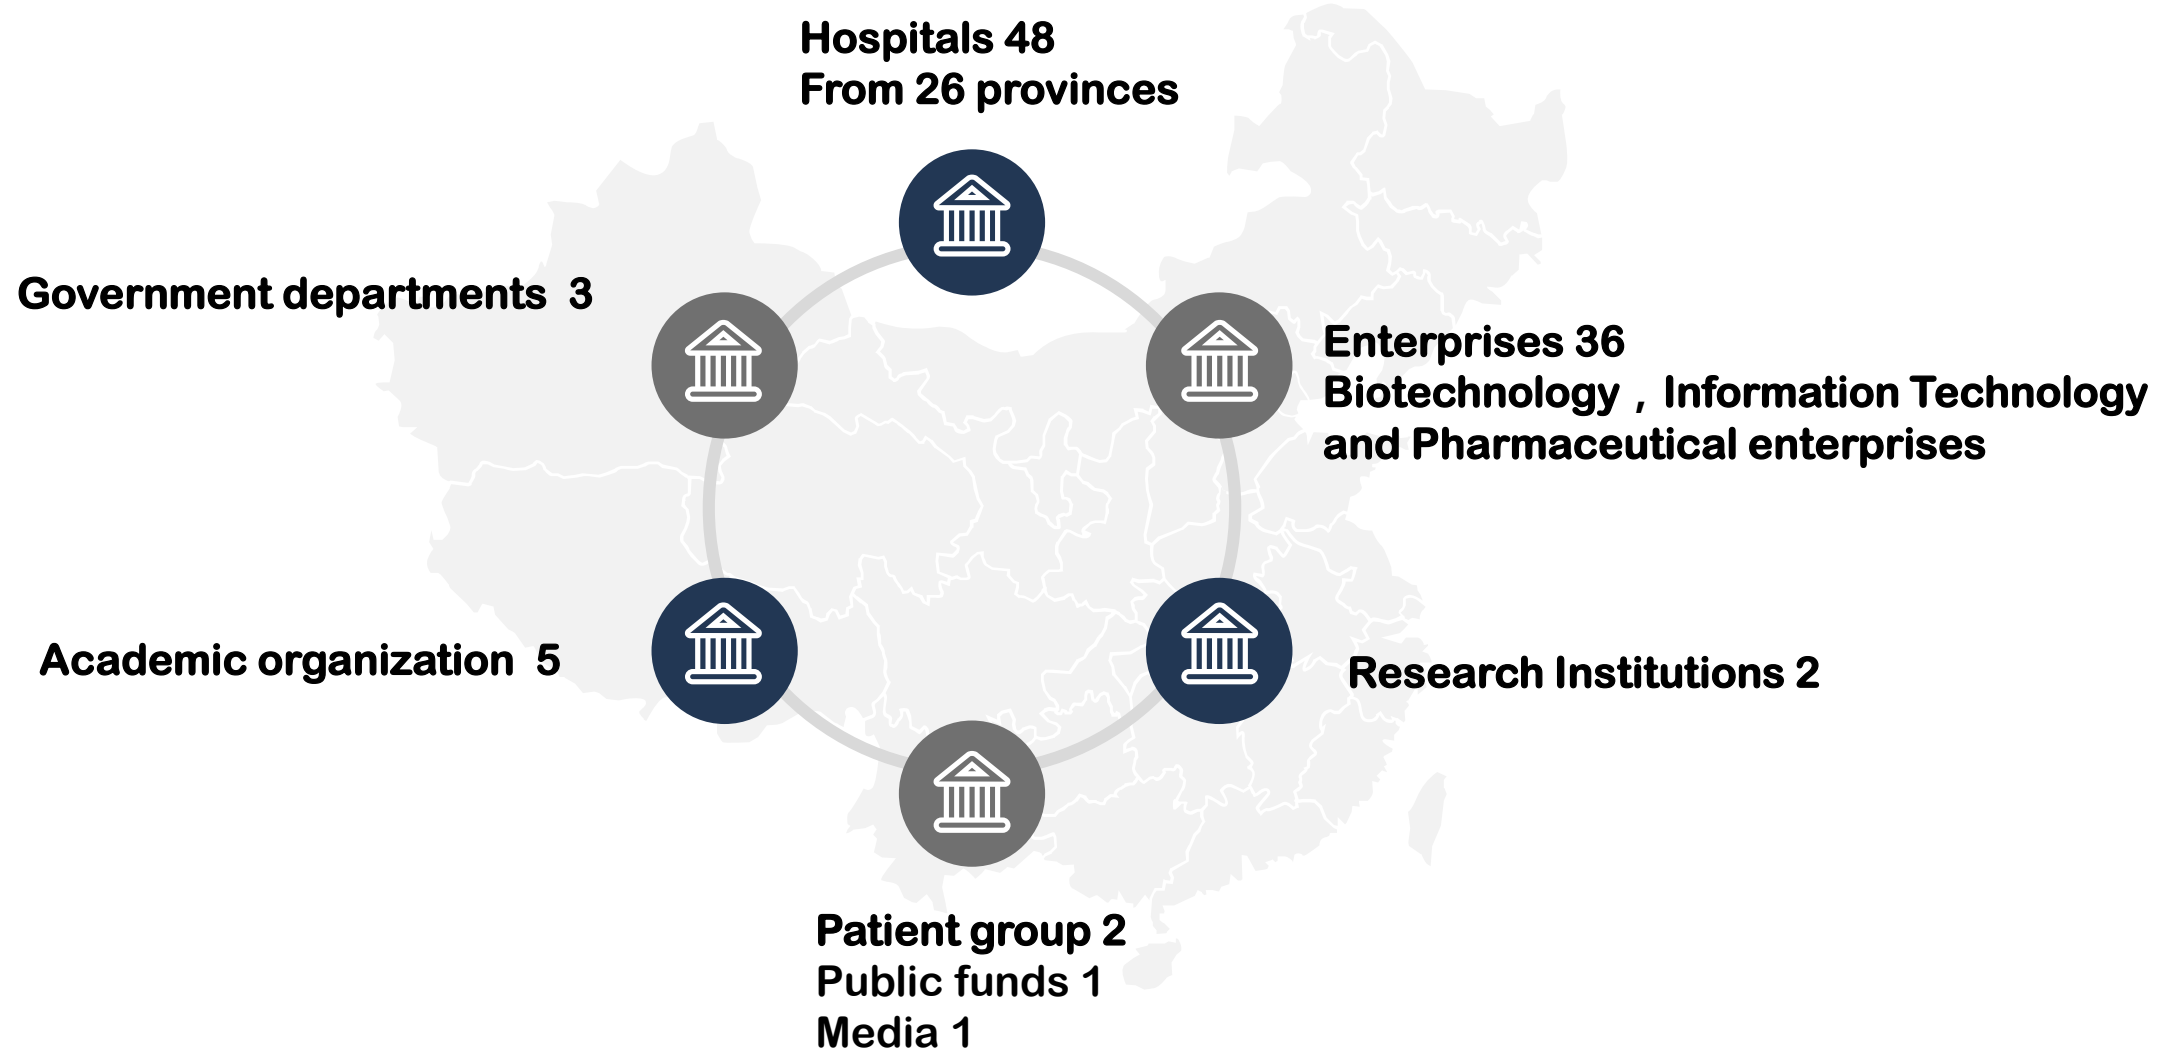 Hospitals 48
From 26 provinces
Government departments 3
Enterprises 36
Biotechnology , Information Technology
and Pharmaceutical enterprises
Academic organization 5
Research Institutions 2
Patient group 2
Public funds 1
Media 1